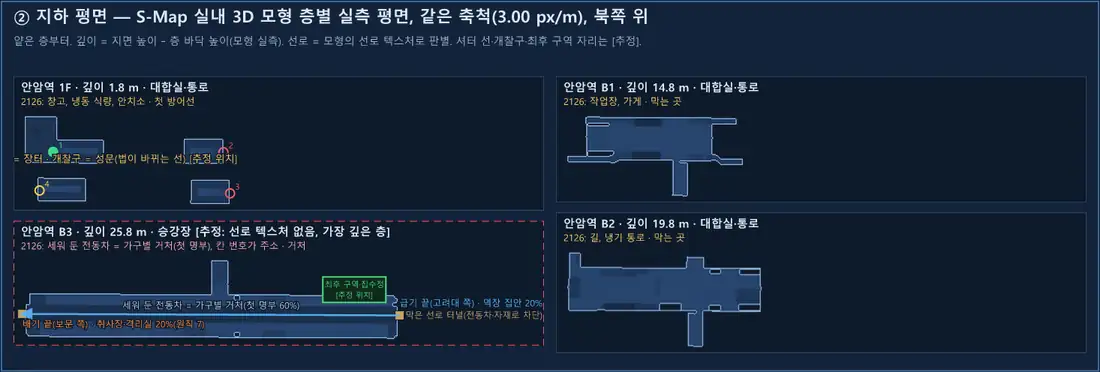 ② 지하 평면 — S-Map 실내 3D 모형 층별 실측 평면, 같은 축척(3.00 px/m), 북쪽 위
얕은 층부터. 깊이 = 지면 높이 - 층 바닥 높이(모형 실측). 선로 = 모형의 선로 텍스처로 판별. 셔터 선·개찰구·최후 구역 자리는 [추정].
안암역 1F · 깊이 1.8 m · 대합실·통로
2126: 창고, 냉동 식량, 안치소 · 첫 방어선
1
2
= 장터 · 개찰구 = 성문(법이 바뀌는 선) [추정 위치]
4
3
안암역 B1 · 깊이 14.8 m · 대합실·통로
2126: 작업장, 가게 · 막는 곳
안암역 B3 · 깊이 25.8 m · 승강장 [추정: 선로 텍스처 없음, 가장 깊은 층]
2126: 세워 둔 전동차 = 가구별 거처(첫 명부), 칸 번호가 주소 · 거처
최후 구역·집수정
[추정 위치]
세워 둔 전동차 = 가구별 거처(첫 명부 60%)
급기 끝(고려대 쪽) · 역장 집안 20%
막은 선로 터널(전동차·자재로 차단)
배기 끝(보문 쪽) · 취사장·격리실 20%(원칙 7)
안암역 B2 · 깊이 19.8 m · 대합실·통로
2126: 길, 냉기 통로 · 막는 곳